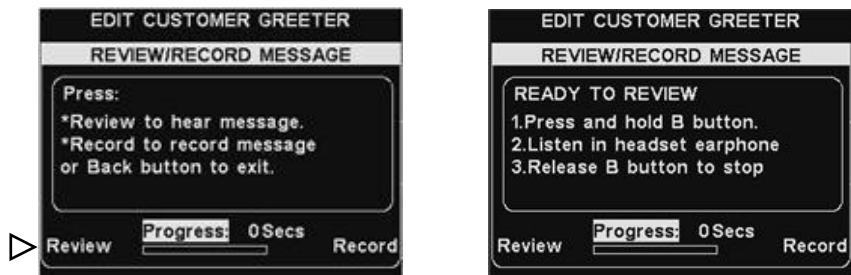 EDIT CUSTOMER GREETER
REVIEW/RECORD MESSAGE
Press:
*Review to hear message.
*Record to record message
or Back button to exit.
Progress: 0Secs
Review
Record
EDIT CUSTOMER GREETER
REVIEW/RECORD MESSAGE
READY TO REVIEW
1.Press and hold B button.
2.Listen in headset earphone
3.Release B button to stop
Progress: 0Secs
Review
Record